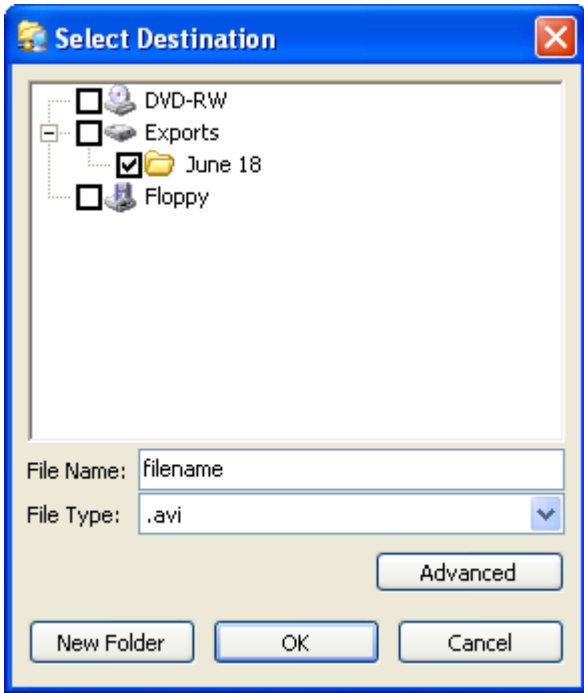 Select Destination
DVD-RW
Exports
June 18
Floppy
File Name: filename
File Type: .avi
Advanced
New Folder OK Cancel